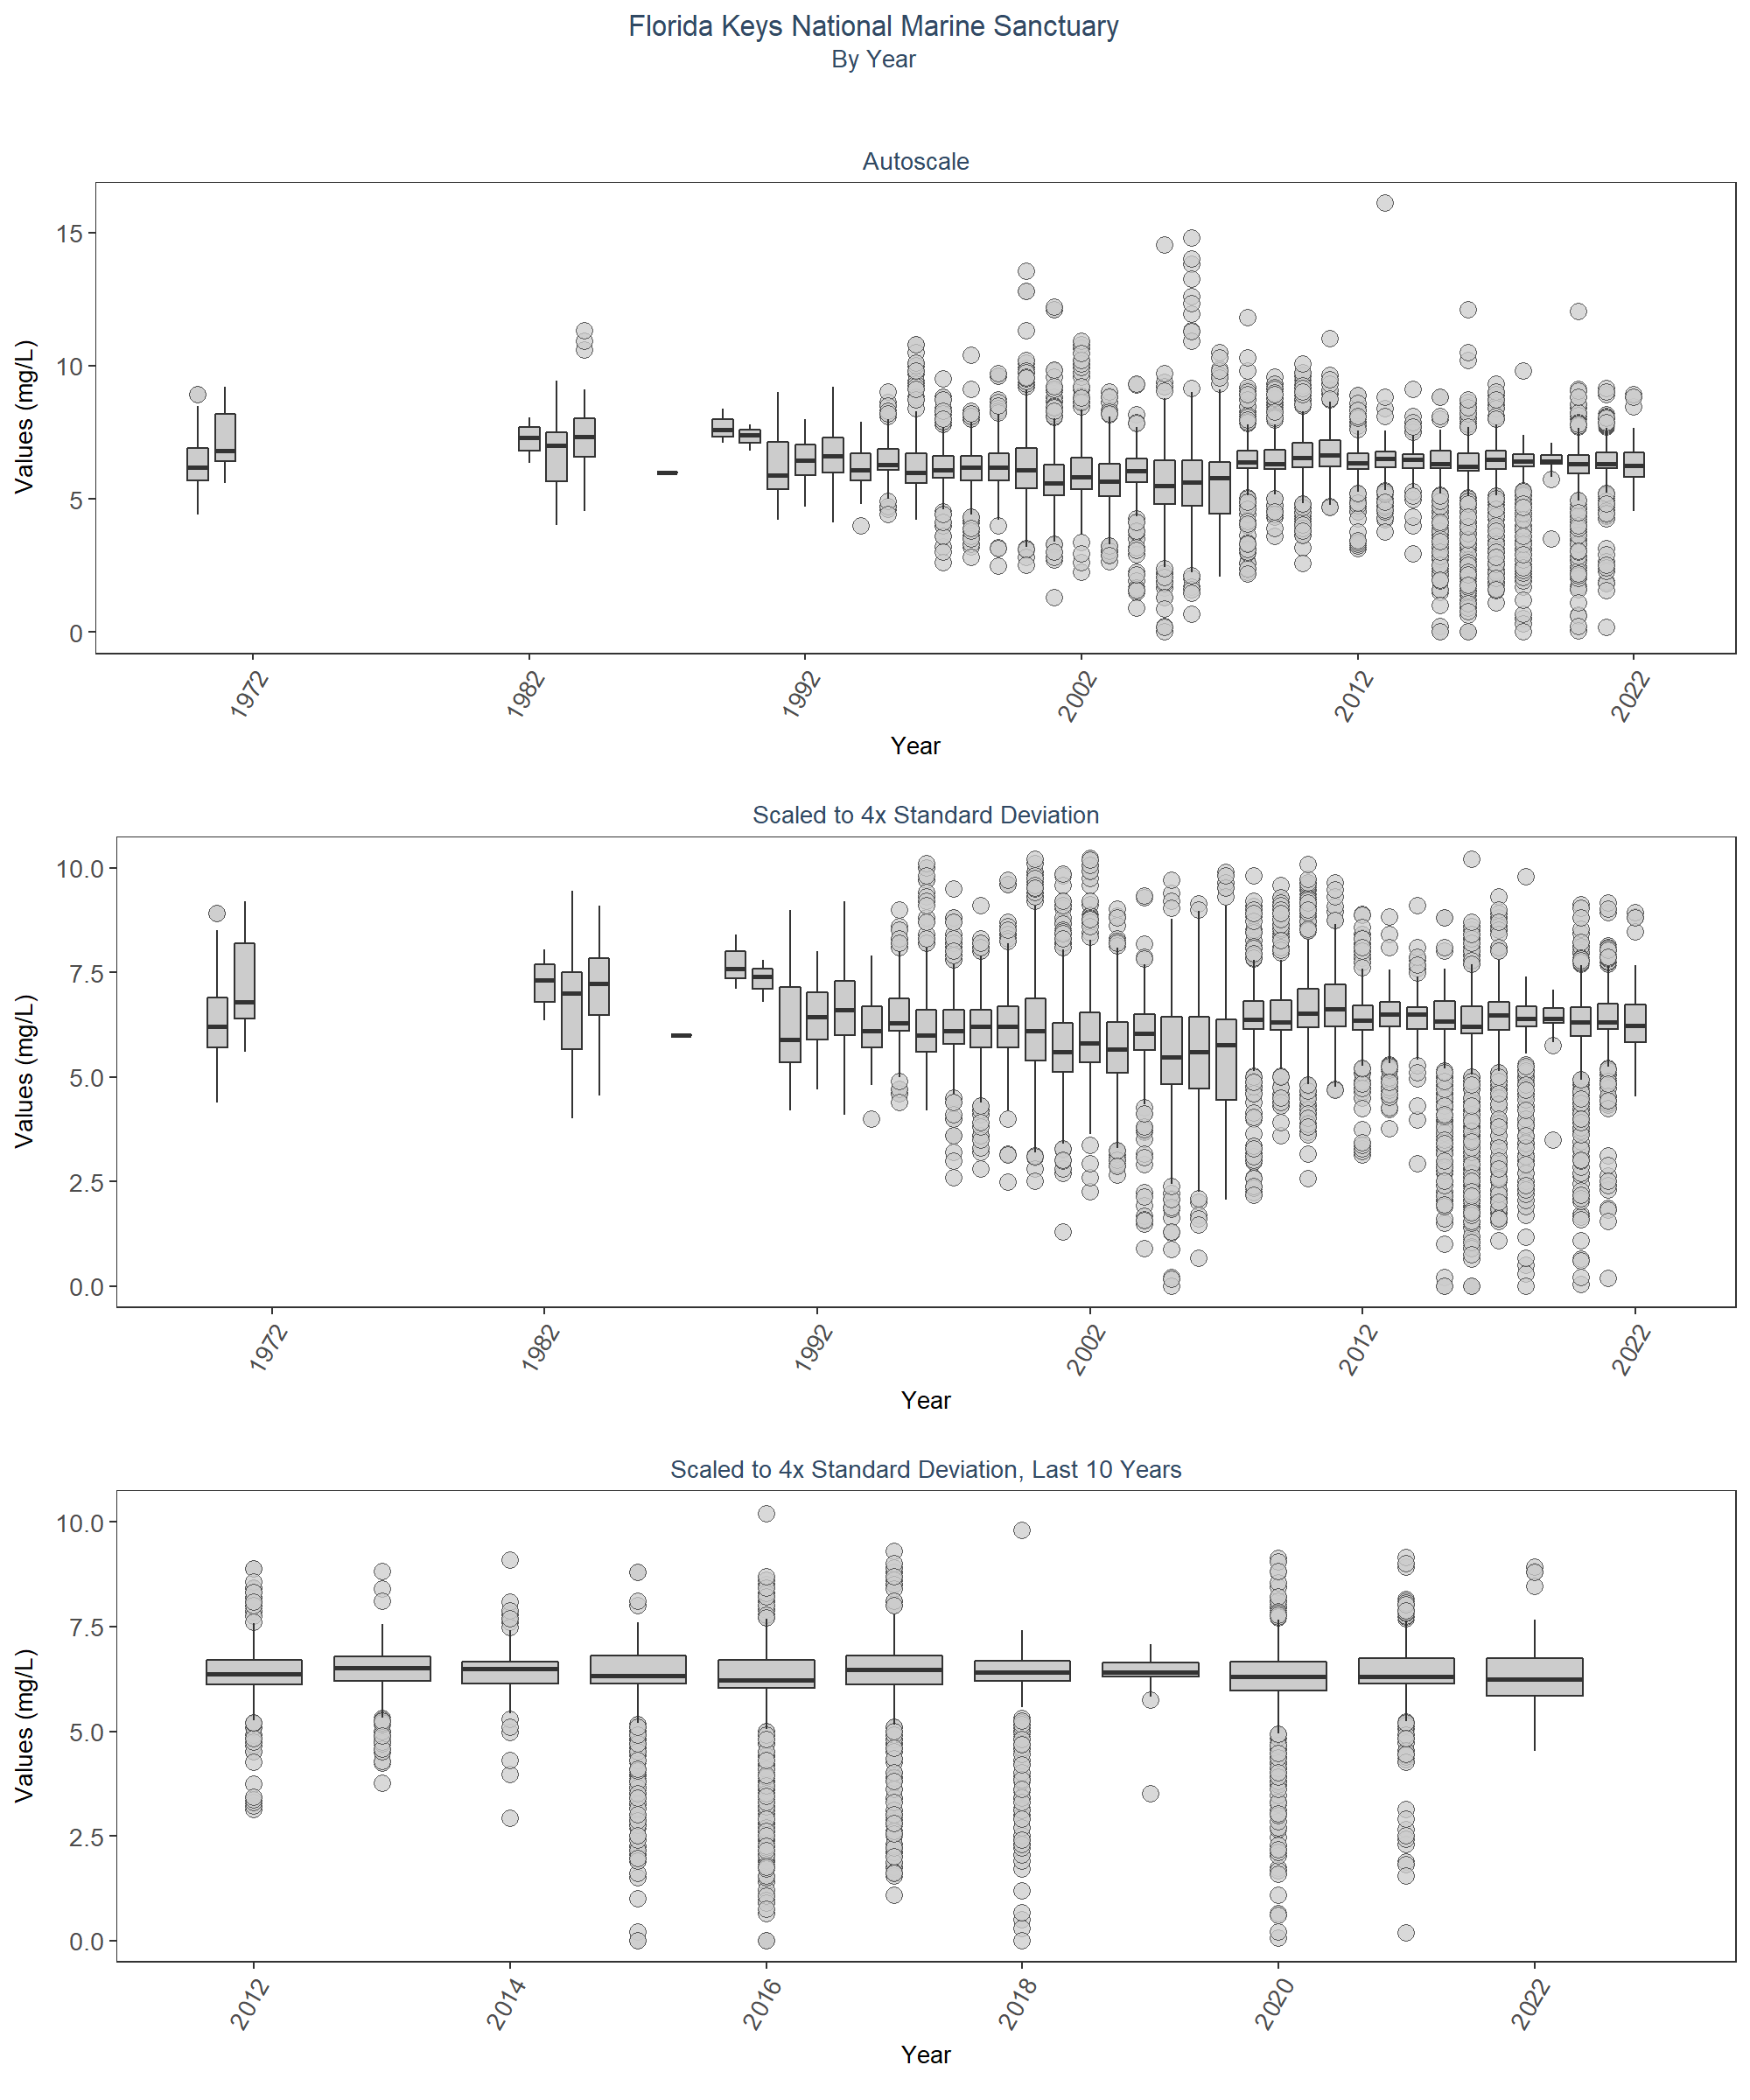 Florida Keys National Marine Sanctuary
By Year
Autoscale
Values (mg/L)
15
10
5
0
1972
1982
1992
2002
2012
2022
Year
Scaled to 4x Standard Deviation
Values (mg/L)
10.0
7.5
5.0
2.5
0.0
1972
1982
1992
2002
2012
2022
Year
Scaled to 4x Standard Deviation, Last 10 Years
Values (mg/L)
10.0
7.5
5.0
2.5
0.0
2012
2014
2016
2018
2020
2022
Year